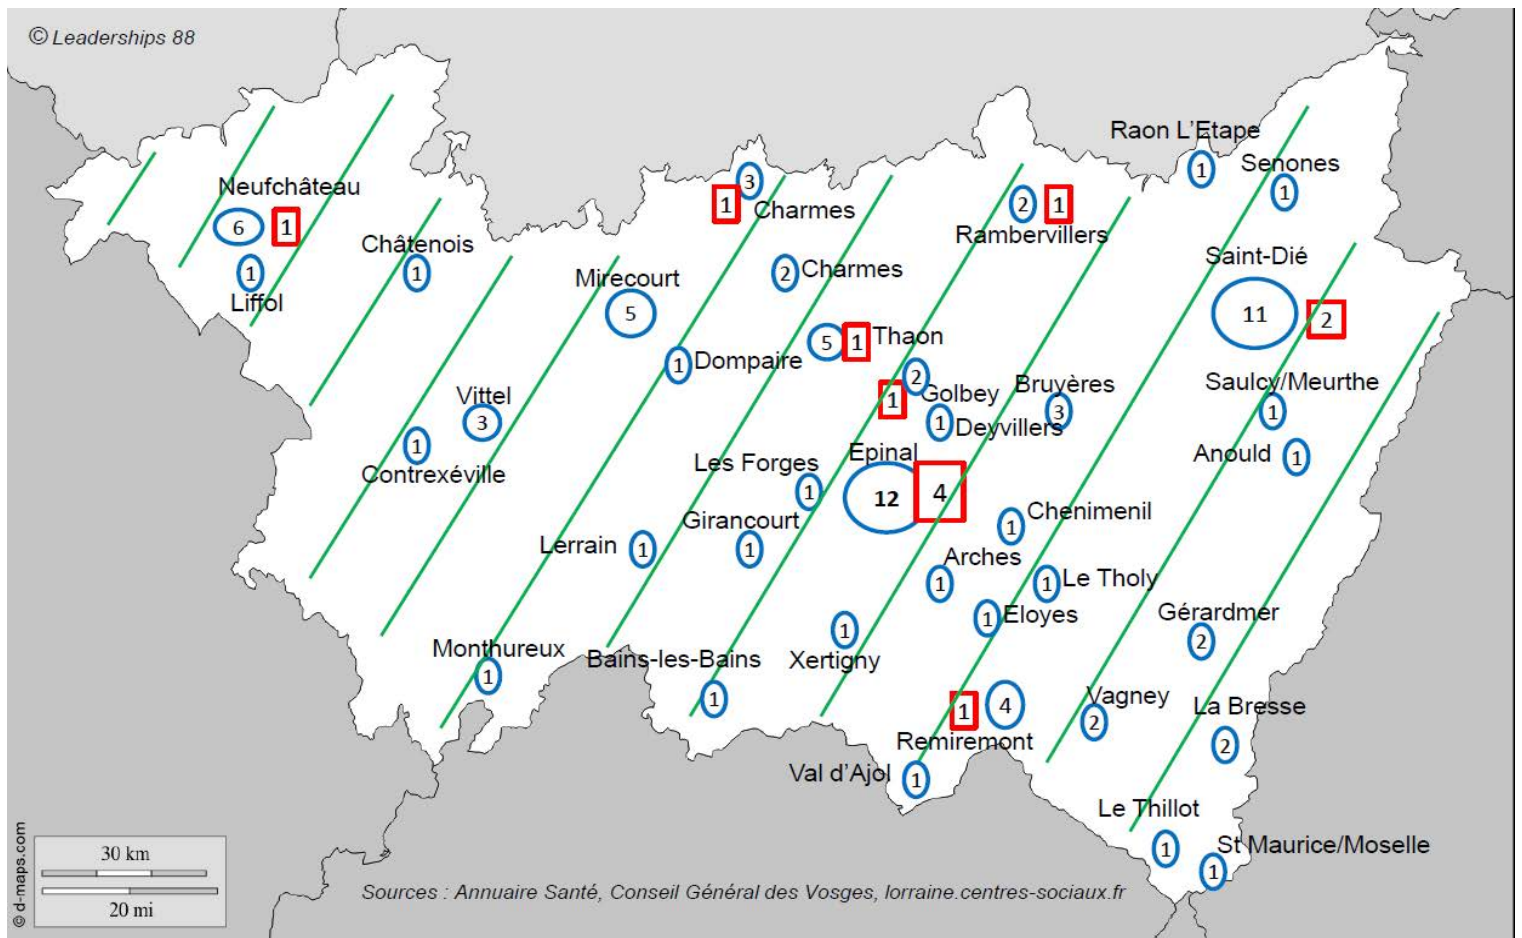 © Leaderships 88
Raon L'Etape
1
Senones
1
Neufchâteau
6
1
3
1
Charmes
2
1
Rambervillers
Châtenois
1
Liffol
1
Mirecourt
5
2
Charmes
Saint-Dié
11
2
5
1
Thaon
1
Dompaire
2
1
Golbey
Bruyères
3
Saulcy/Meurthe
1
Vittel
3
1
Deyvillers
1
Contrexéville
Anould
1
Epinal
12
4
Les Forges
1
Girancourt
1
Chenimenil
1
Lerrain
1
Arches
1
1
Le Tholy
1
Eloyes
Gérardmer
2
1
Xertigny
Monthureux
1
Bains-les-Bains
1
1
4
Remiremont
Vagney
2
La Bresse
2
Val d'Ajol
1
Le Thillot
1
St Maurice/Moselle
1
30 km
20 mi
© d-maps.com
Sources : Annuaire Santé, Conseil Général des Vosges, lorraine.centres-sociaux.fr